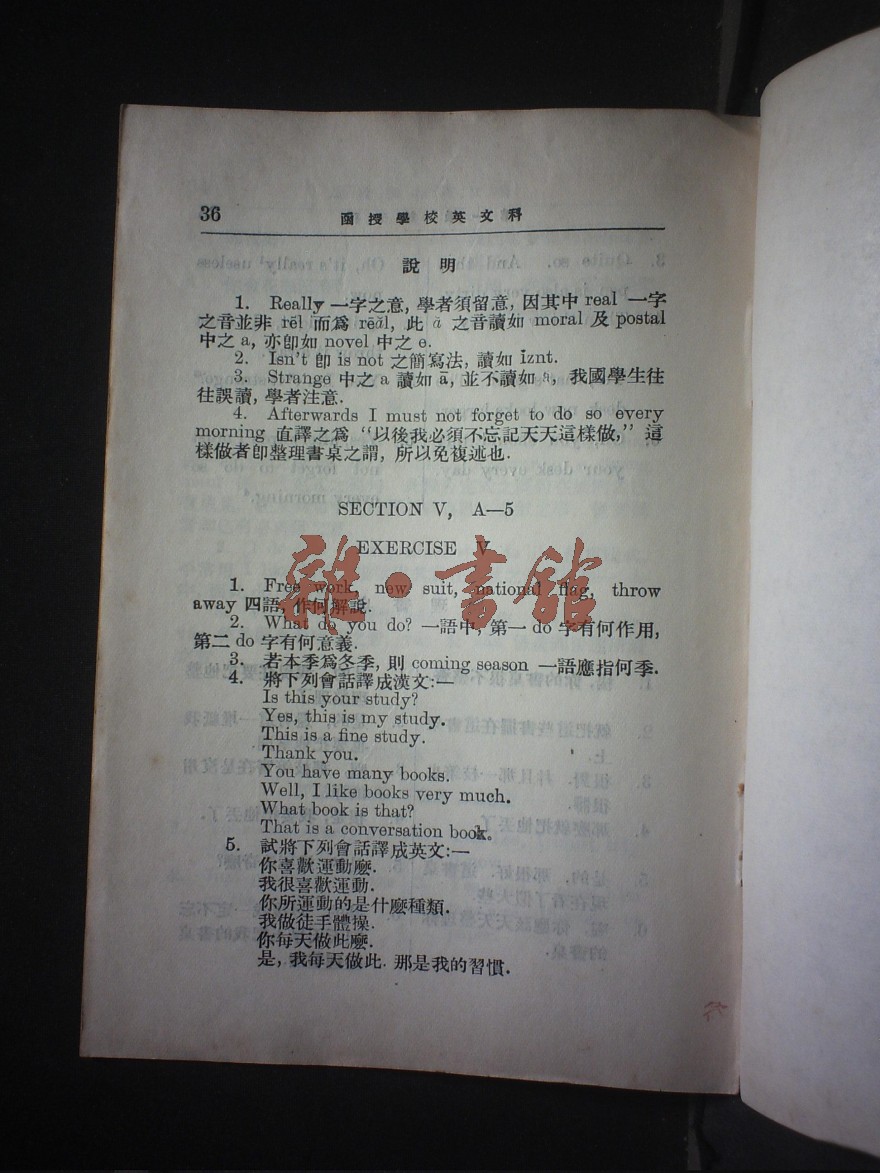 36
函授學校英文科
說明
1. Really 一字之意, 學者須留意, 因其中 real 一字
之音並非 rēl 而爲 rēăl, 此 ă 之音讀如 moral 及 postal
中之 a, 亦卽如 novel 中之 e.
2. Isn't 卽 is not 之簡寫法, 讀如 ĭznt.
3. Strange 中之 a 讀如 ā, 並不讀如 ă, 我國學生往
往誤讀, 學者注意.
4. Afterwards I must not forget to do so every
morning 直譯之爲 “以後我必須不忘記天天這樣做,” 這
樣做者卽整理書桌之謂, 所以免複述也.
SECTION V, A—5
EXERCISE V
1. Free work, new suit, national flag, throw
away 四語, 作何解說.
2. What do you do? 一語中, 第一 do 字有何作用,
第二 do 字有何意義.
3. 若本季爲冬季, 則 coming season 一語應指何季.
4. 將下列會話譯成漢文:—
Is this your study?
Yes, this is my study.
This is a fine study.
Thank you.
You have many books.
Well, I like books very much.
What book is that?
That is a conversation book.
5. 試將下列會話譯成英文:—
你喜歡運動麽.
我很喜歡運動.
你所運動的是什麽種類.
我做徒手體操.
你每天做此麽.
是, 我每天做此. 那是我的習慣.
雜·書館